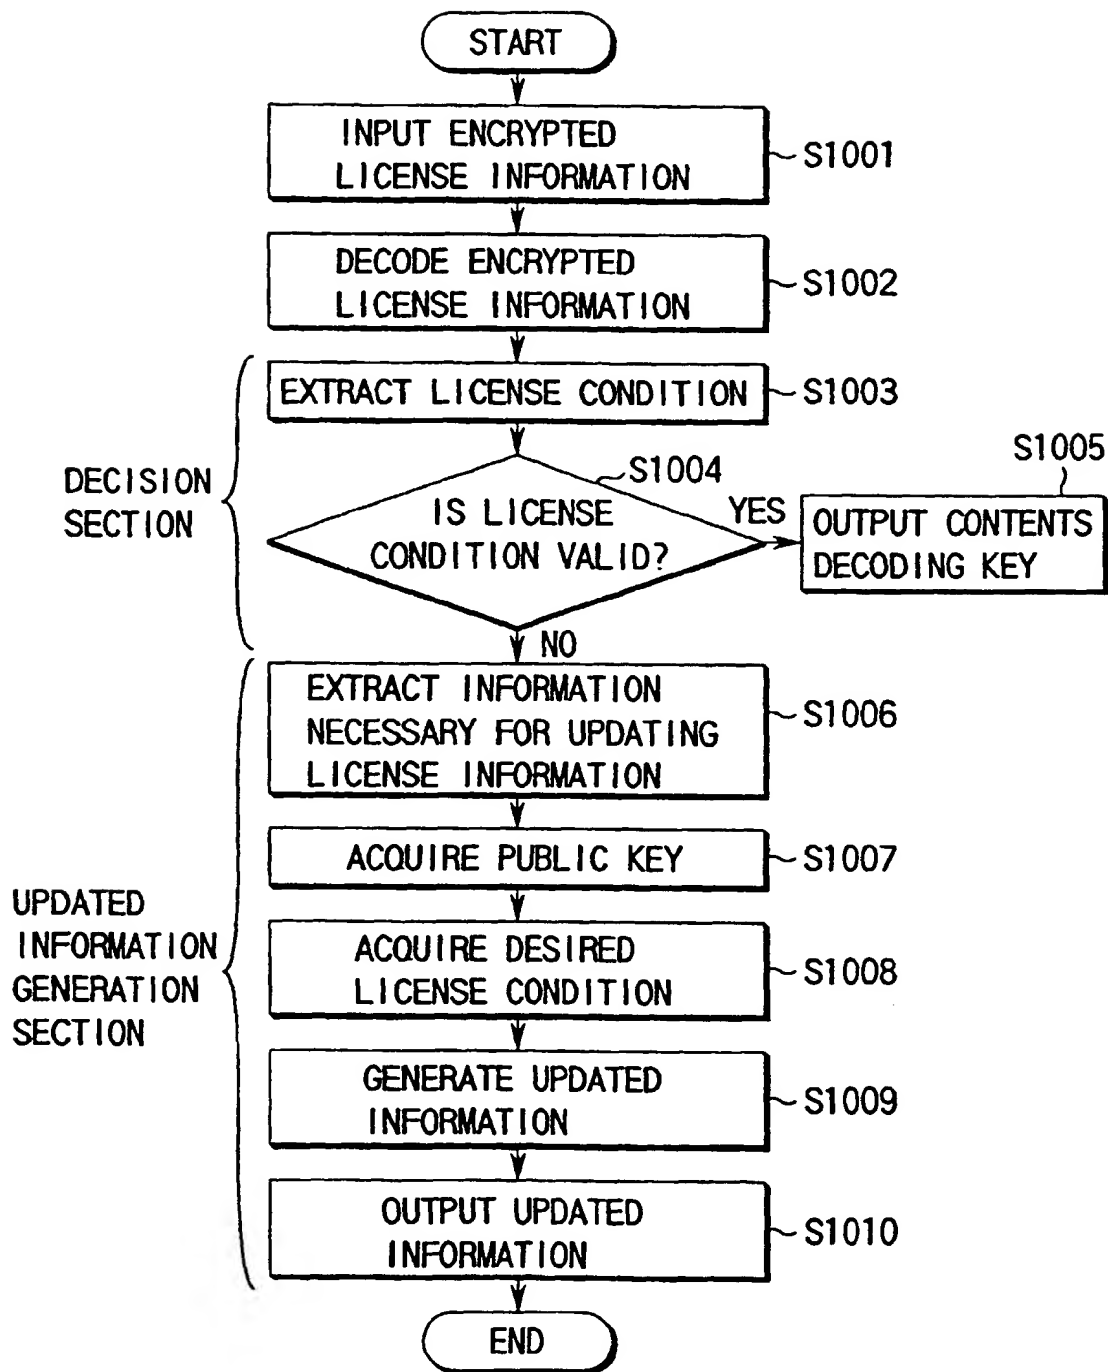 START
INPUT ENCRYPTED
LICENSE INFORMATION
S1001
DECODE ENCRYPTED
LICENSE INFORMATION
S1002
DECISION
SECTION
EXTRACT LICENSE CONDITION
S1003
S1004
IS LICENSE
CONDITION VALID?
YES
S1005
OUTPUT CONTENTS
DECODING KEY
NO
UPDATED
INFORMATION
GENERATION
SECTION
EXTRACT INFORMATION
NECESSARY FOR UPDATING
LICENSE INFORMATION
S1006
ACQUIRE PUBLIC KEY
S1007
ACQUIRE DESIRED
LICENSE CONDITION
S1008
GENERATE UPDATED
INFORMATION
S1009
OUTPUT UPDATED
INFORMATION
S1010
END